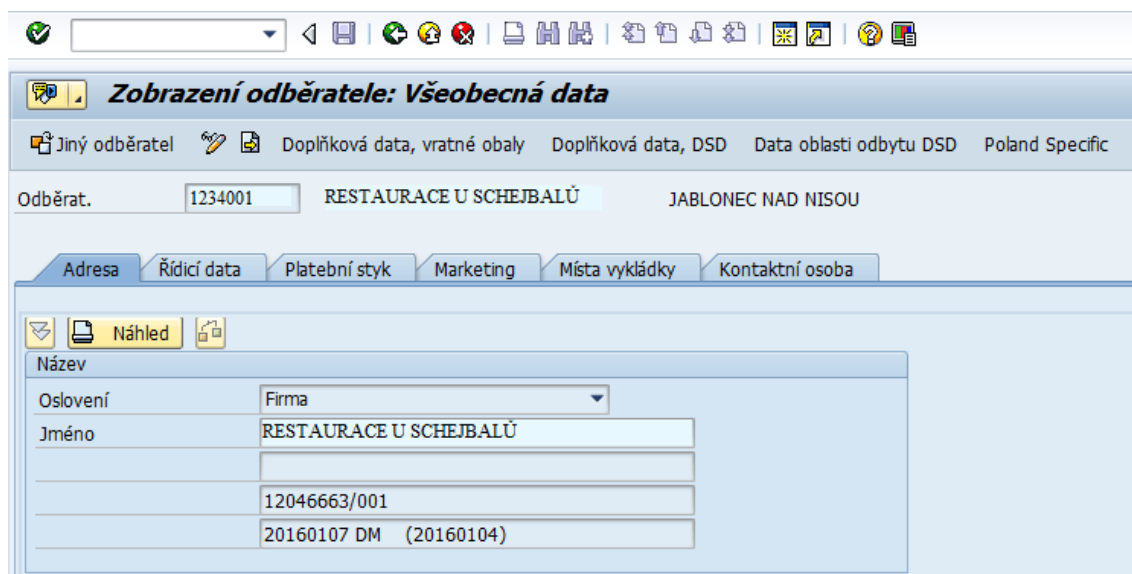 Zobrazení odběratele: Všeobecná data
Jiný odběratel Doplňková data, vratné obaly Doplňková data, DSD Data oblasti odbytu DSD Poland Specific
Odběrat. 1234001 RESTAURACE U SCHEJBALŮ JABLONEC NAD NISOU
Adresa Řídicí data Platební styk Marketing Místa vykládky Kontaktní osoba
Náhled
Název
Oslovení Firma
Jméno RESTAURACE U SCHEJBALŮ
12046663/001
20160107 DM (20160104)